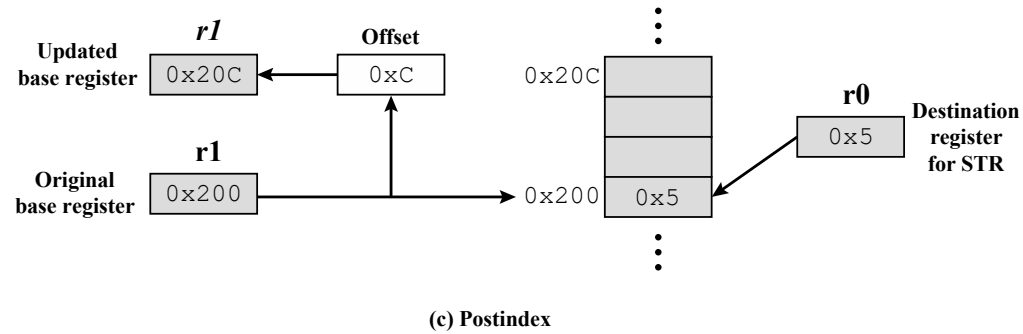 r1
Offset
Updated
base register
0x20C
0xC
0x20C
r0
Destination
register
for STR
0x5
r1
Original
base register
0x200
0x200
0x5
(c) Postindex